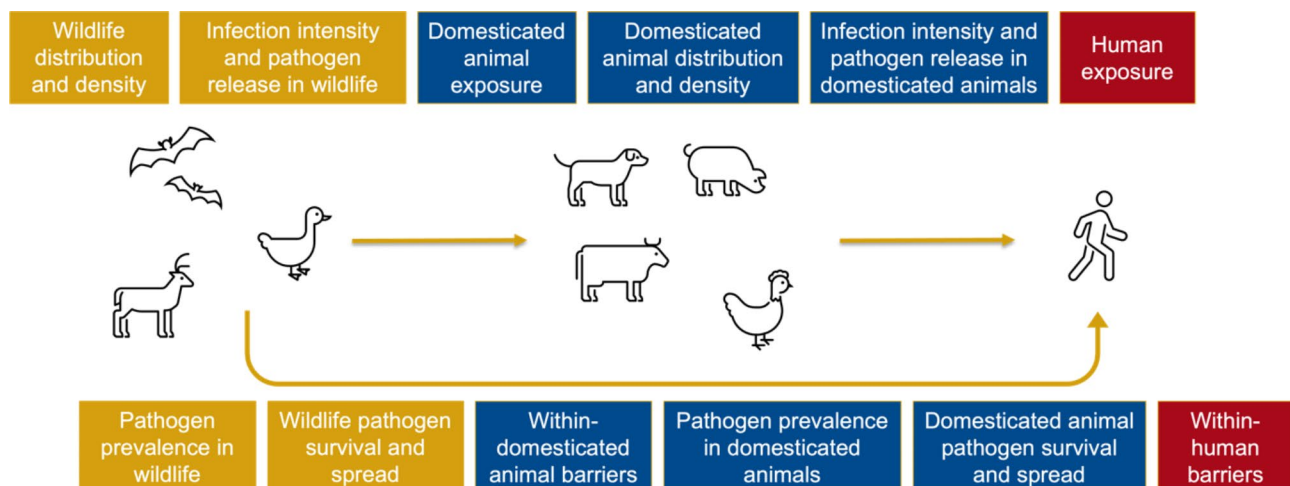 Wildlife
distribution
and density
Infection intensity
and pathogen
release in wildlife
Domesticated
animal
exposure
Domesticated
animal distribution
and density
Infection intensity and
pathogen release in
domesticated animals
Human
exposure
Pathogen
prevalence in
wildlife
Wildlife pathogen
survival and
spread
Within-
domesticated
animal barriers
Pathogen prevalence
in domesticated
animals
Domesticated animal
pathogen survival
and spread
Within-
human
barriers